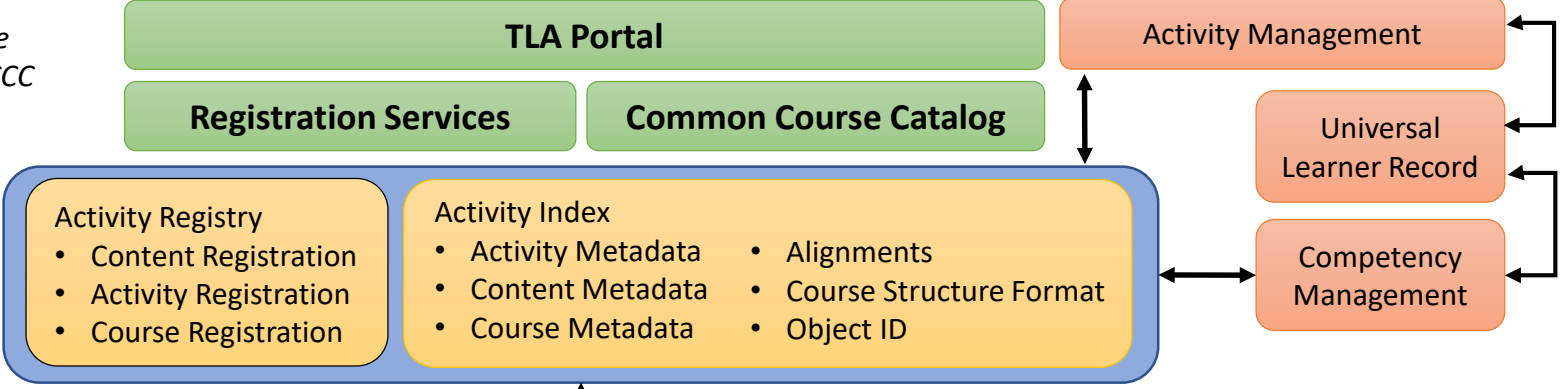 e
CC
TLA Portal
Activity Management
Registration Services
Common Course Catalog
Universal
Learner Record
Activity Registry
• Content Registration
• Activity Registration
• Course Registration
Activity Index
• Activity Metadata
• Content Metadata
• Course Metadata
• Alignments
• Course Structure Format
• Object ID
Competency
Management